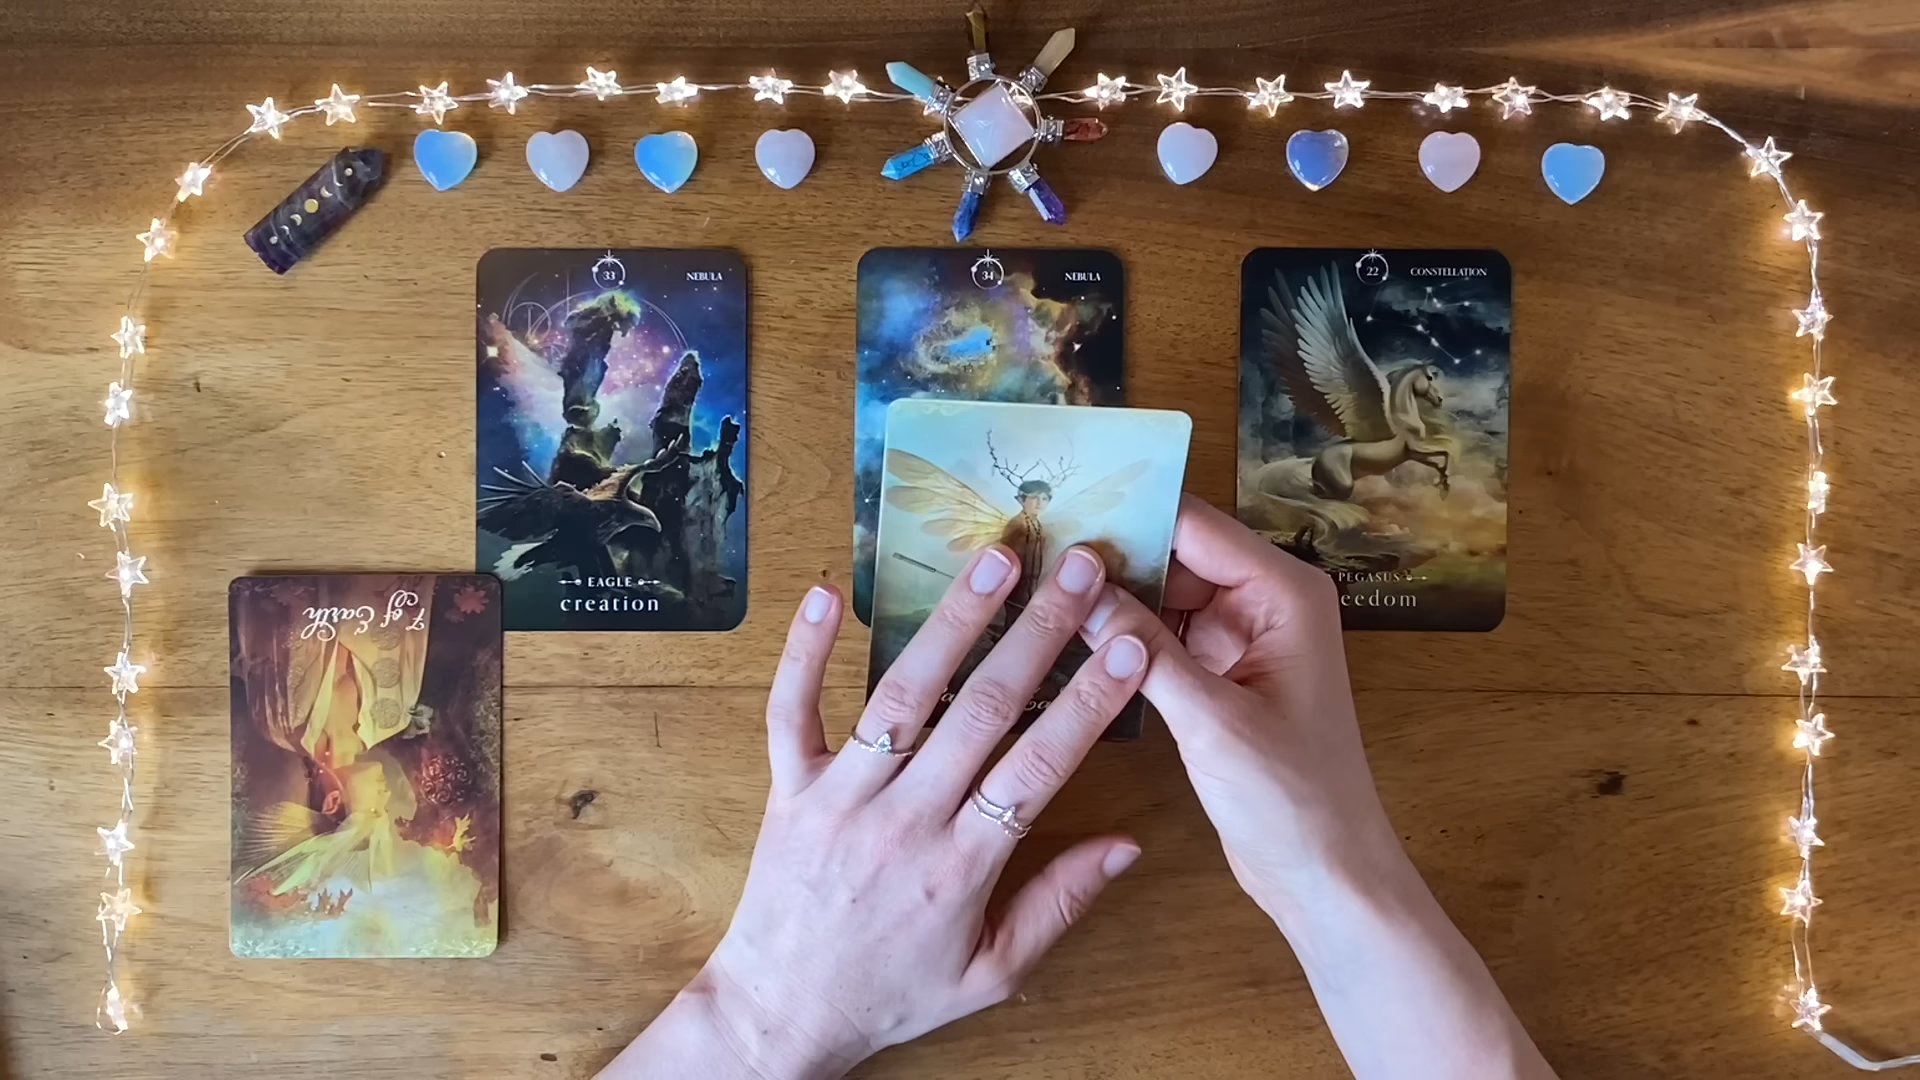 33
NEBULA
EAGLE
creation
34
NEBULA
22
CONSTELLATION
PEGASUS
eedom
7 of Earth